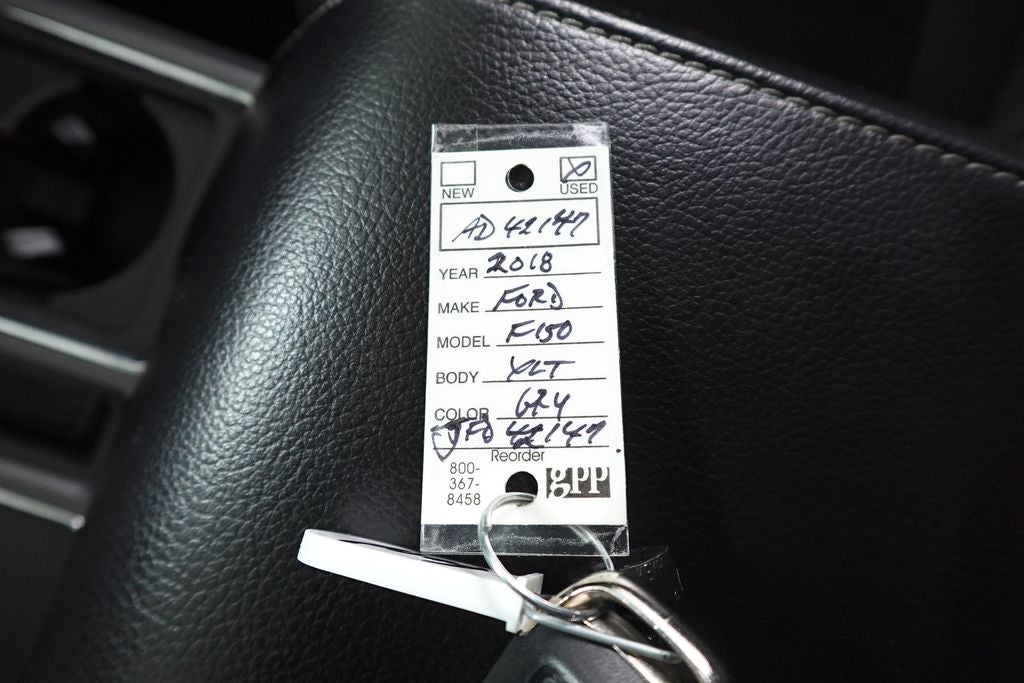 NEW USED
AD 42147
YEAR 2018
MAKE FORD
MODEL F150
BODY XLT
COLOR GRY
JFD 42147
Reorder
800-
367-
8458
gPP